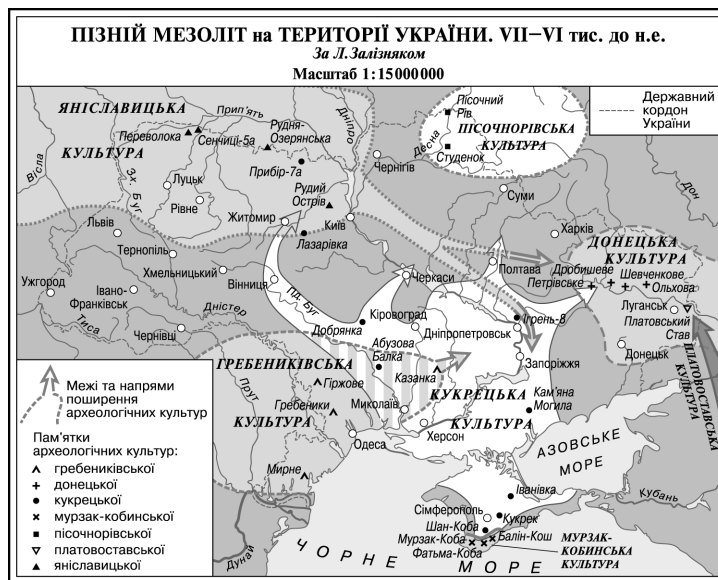 ПІЗНІЙ МЕЗОЛІТ на ТЕРИТОРІЇ УКРАЇНИ. VII–VI тис. до н.е.
За Л.Залізняком
Масштаб 1:15000000
Державний
кордон
України
ЯНІСЛАВИЦЬКА
КУЛЬТУРА
Прип'ять
Дніпро
Переволока
Сенчиці-5а
Рудня-
Озерянська
Прибір-7а
Рудий
Острів
Вісла
Зх. Буг
Луцьк
Рівне
Житомир
Київ
Лазарівка
Чернігів
Десна
Пісочний
Рів
ПІСОЧНОРІВСЬКА
КУЛЬТУРА
Студенок
Суми
Дон
Львів
Тернопіль
Хмельницький
Вінниця
Ужгород
Івано-
Франківськ
Тиса
Чернівці
Дністер
Пд. Буг
Черкаси
Полтава
Харків
ДОНЕЦЬКА
КУЛЬТУРА
Дробишеве
Петрівське
Шевченкове
Ольхова
Луганськ
Платовський
Став
Донецьк
ПЛАТОВОСТАВСЬКА
КУЛЬТУРА
Кіровоград
Добрянка
Абузова
Балка
Дніпропетровськ
Ігрень-8
Запоріжжя
ГРЕБЕНИКІВСЬКА
КУЛЬТУРА
Гіржове
Гребеники
Казанка
Миколаїв
КУКРЕЦЬКА
КУЛЬТУРА
Кам'яна
Могила
Прут
Одеса
Херсон
Мирне
АЗОВСЬКЕ
МОРЕ
Кубань
Іванівка
Сімферополь
Кукрек
Шан-Коба
Балін-Кош
Мурзак-Коба
Фатьма-Коба
МУРЗАК-
КОБИНСЬКА
КУЛЬТУРА
Дунай
ЧОРНЕ МОРЕ
Межі та напрями
поширення
археологічних культур
Пам'ятки
археологічних культур:
гребениківської
донецької
кукрецької
мурзак-кобинської
пісочнорівської
платовоставської
яніславицької